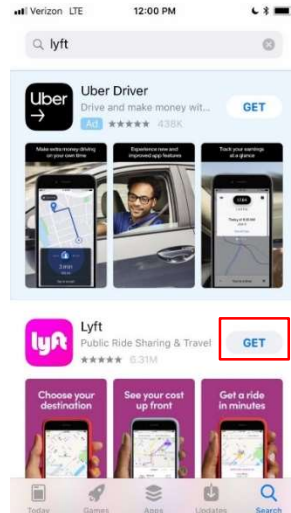 Verizon LTE 12:00 PM
lyft
Uber
Uber Driver
Drive and make money wit...
GET
Ad 438K
Make extra money driving
on your own time
Experience new and
improved app features
Track your earnings
at a glance
lyft
Lyft
Public Ride Sharing & Travel
GET
6.31M
Choose your
destination
See your cost
up front
Get a ride
in minutes
Today Games Apps Updates Search